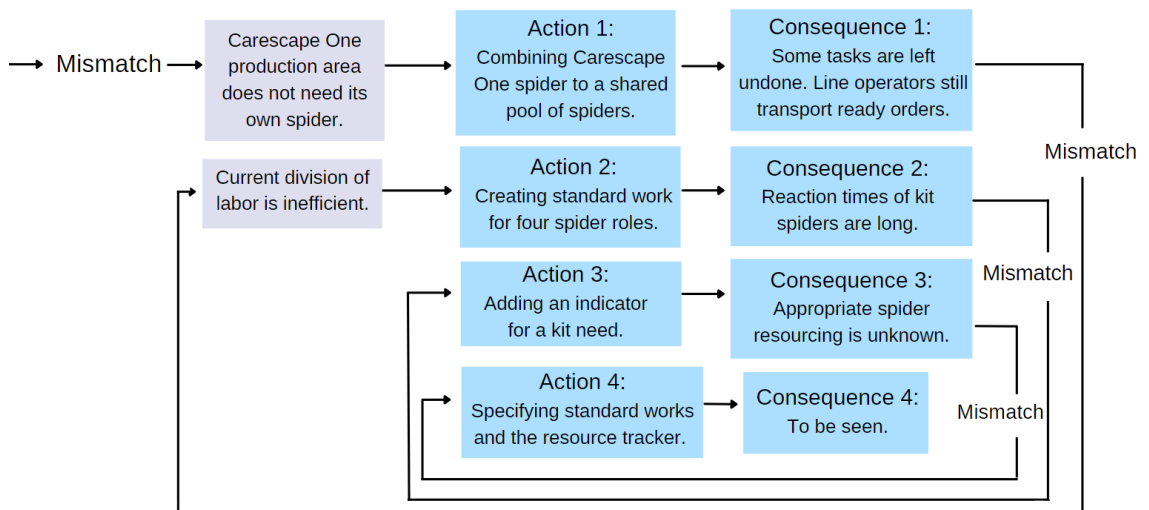 Mismatch
Carescape One
production area
does not need its
own spider.
Action 1:
Combining Carescape
One spider to a shared
pool of spiders.
Consequence 1:
Some tasks are left
undone. Line operators still
transport ready orders.
Mismatch
Current division of
labor is inefficient.
Action 2:
Creating standard work
for four spider roles.
Consequence 2:
Reaction times of kit
spiders are long.
Mismatch
Action 3:
Adding an indicator
for a kit need.
Consequence 3:
Appropriate spider
resourcing is unknown.
Mismatch
Action 4:
Specifying standard works
and the resource tracker.
Consequence 4:
To be seen.